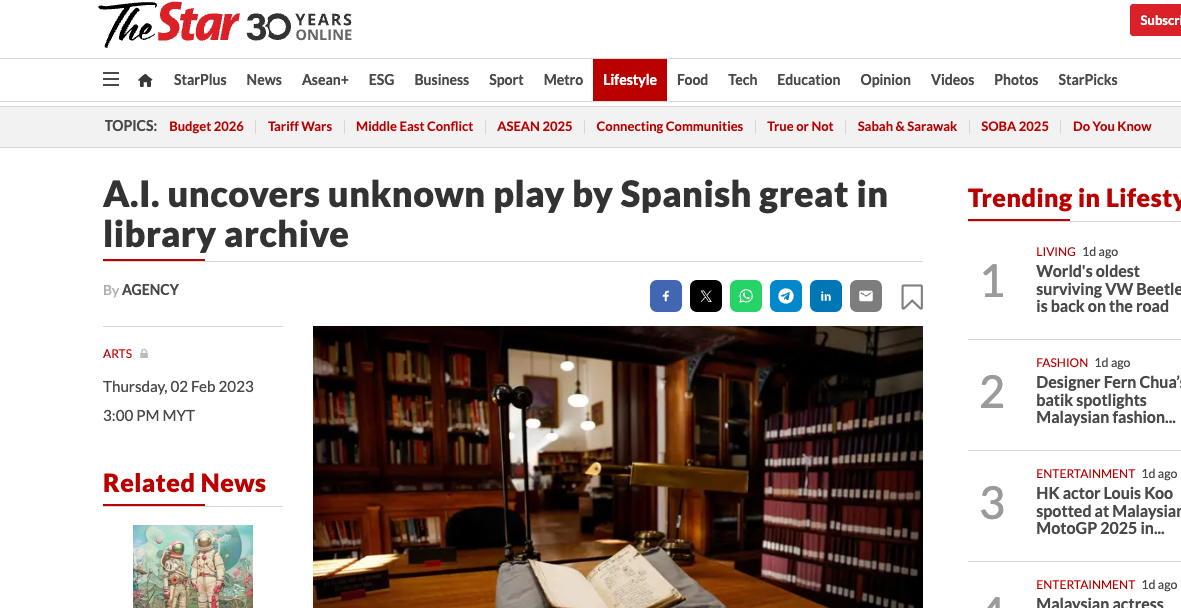 The Star 30 YEARS ONLINE
Subscri
StarPlus News Asean+ ESG Business Sport Metro Lifestyle Food Tech Education Opinion Videos Photos StarPicks
TOPICS: Budget 2026 Tariff Wars Middle East Conflict ASEAN 2025 Connecting Communities True or Not Sabah & Sarawak SOBA 2025 Do You Know
A.I. uncovers unknown play by Spanish great in
library archive
By AGENCY
ARTS
Thursday, 02 Feb 2023
3:00 PM MYT
Related News
Trending in Lifesty
1
LIVING 1d ago
World's oldest
surviving VW Beetle
is back on the road
2
FASHION 1d ago
Designer Fern Chua's
batik spotlights
Malaysian fashion...
3
ENTERTAINMENT 1d ago
HK actor Louis Koo
spotted at Malaysian
MotoGP 2025 in...
4
ENTERTAINMENT 1d ago
Malaysian actress